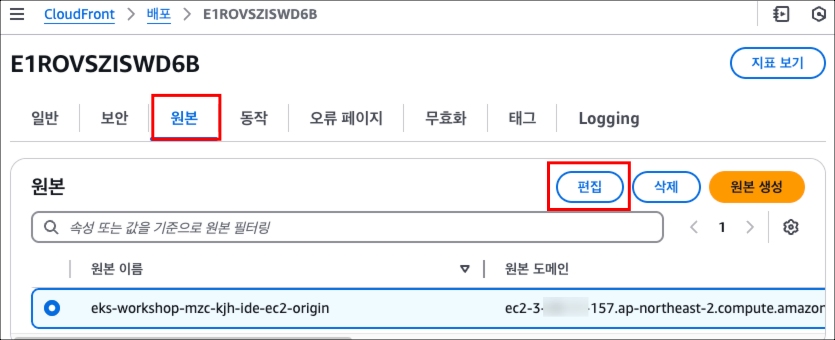 CloudFront > 배포 > E1ROVSZISWD6B
E1ROVSZISWD6B
지표 보기
일반 보안 원본 동작 오류 페이지 무효화 태그 Logging
원본
편집 삭제 원본 생성
속성 또는 값을 기준으로 원본 필터링
1
원본 이름 원본 도메인
eks-workshop-mzc-kjh-ide-ec2-origin ec2-3- -157.ap-northeast-2.compute.amazon